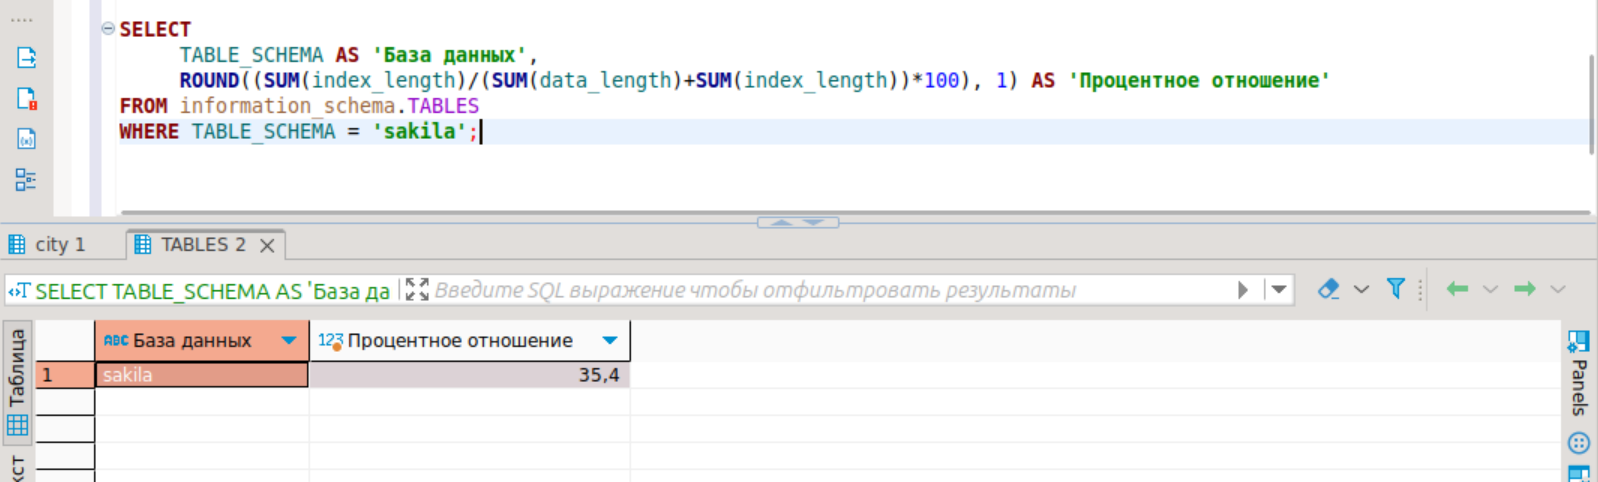 SELECT
TABLE_SCHEMA AS 'База данных',
ROUND((SUM(index_length)/(SUM(data_length)+SUM(index_length))*100), 1) AS 'Процентное отношение'
FROM information_schema.TABLES
WHERE TABLE_SCHEMA = 'sakila';
city 1
TABLES 2
SELECT TABLE_SCHEMA AS 'База да
Введите SQL выражение чтобы отфильтровать результаты
Таблица
ABC База данных
123 Процентное отношение
1
sakila
35,4
Panels